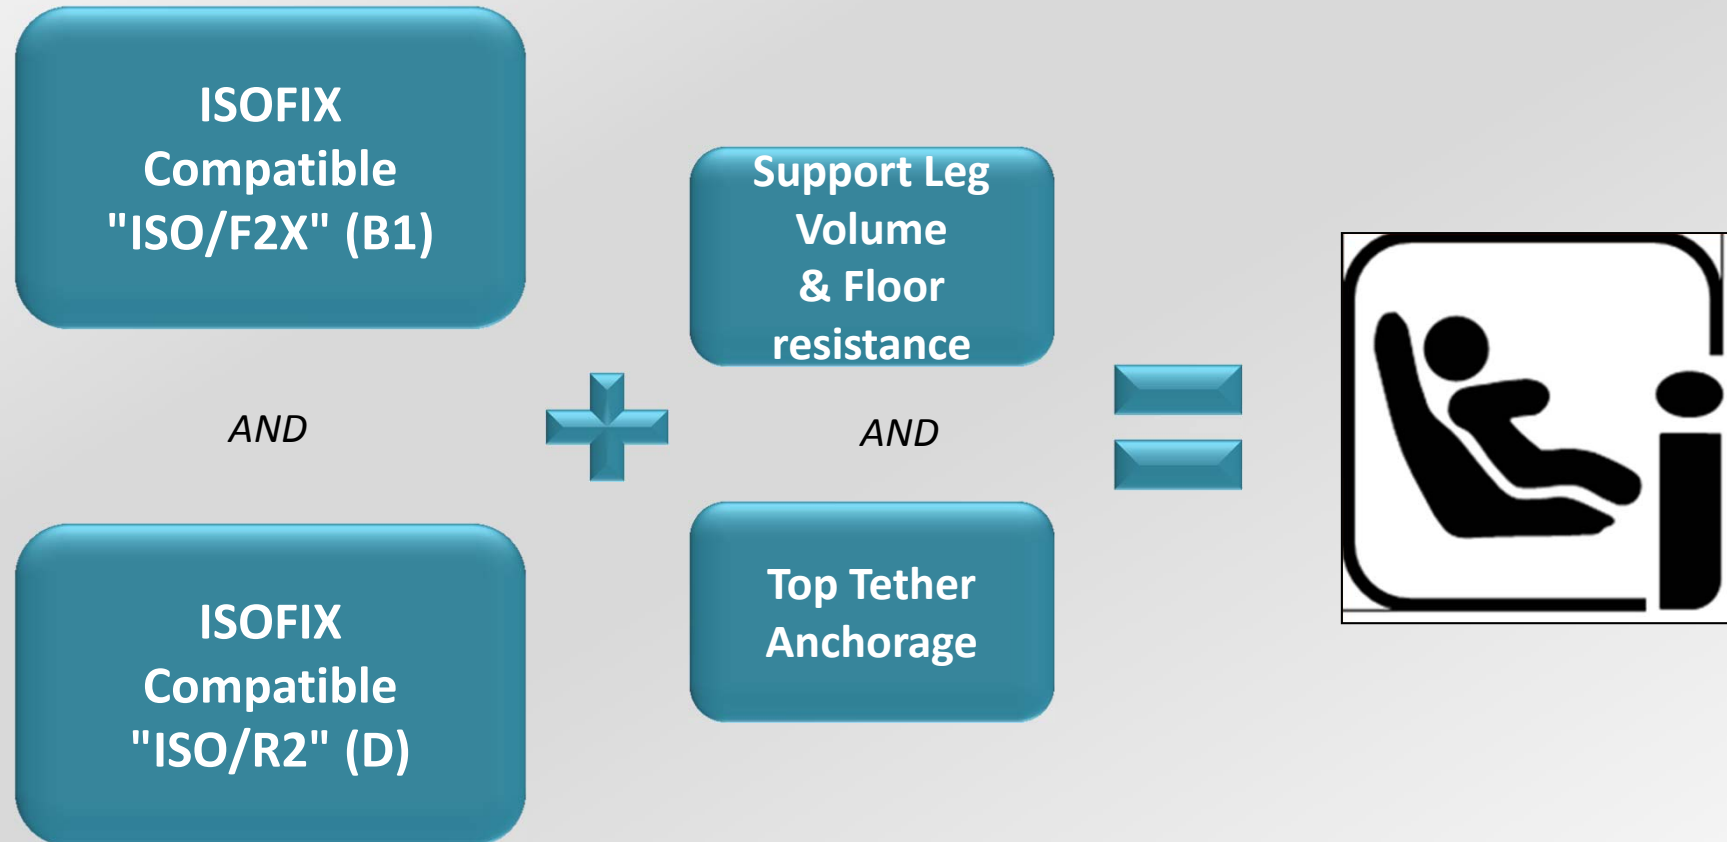 ISOFIX
Compatible
"ISO/F2X" (B1)
AND
ISOFIX
Compatible
"ISO/R2" (D)
Support Leg
Volume
& Floor
resistance
AND
Top Tether
Anchorage